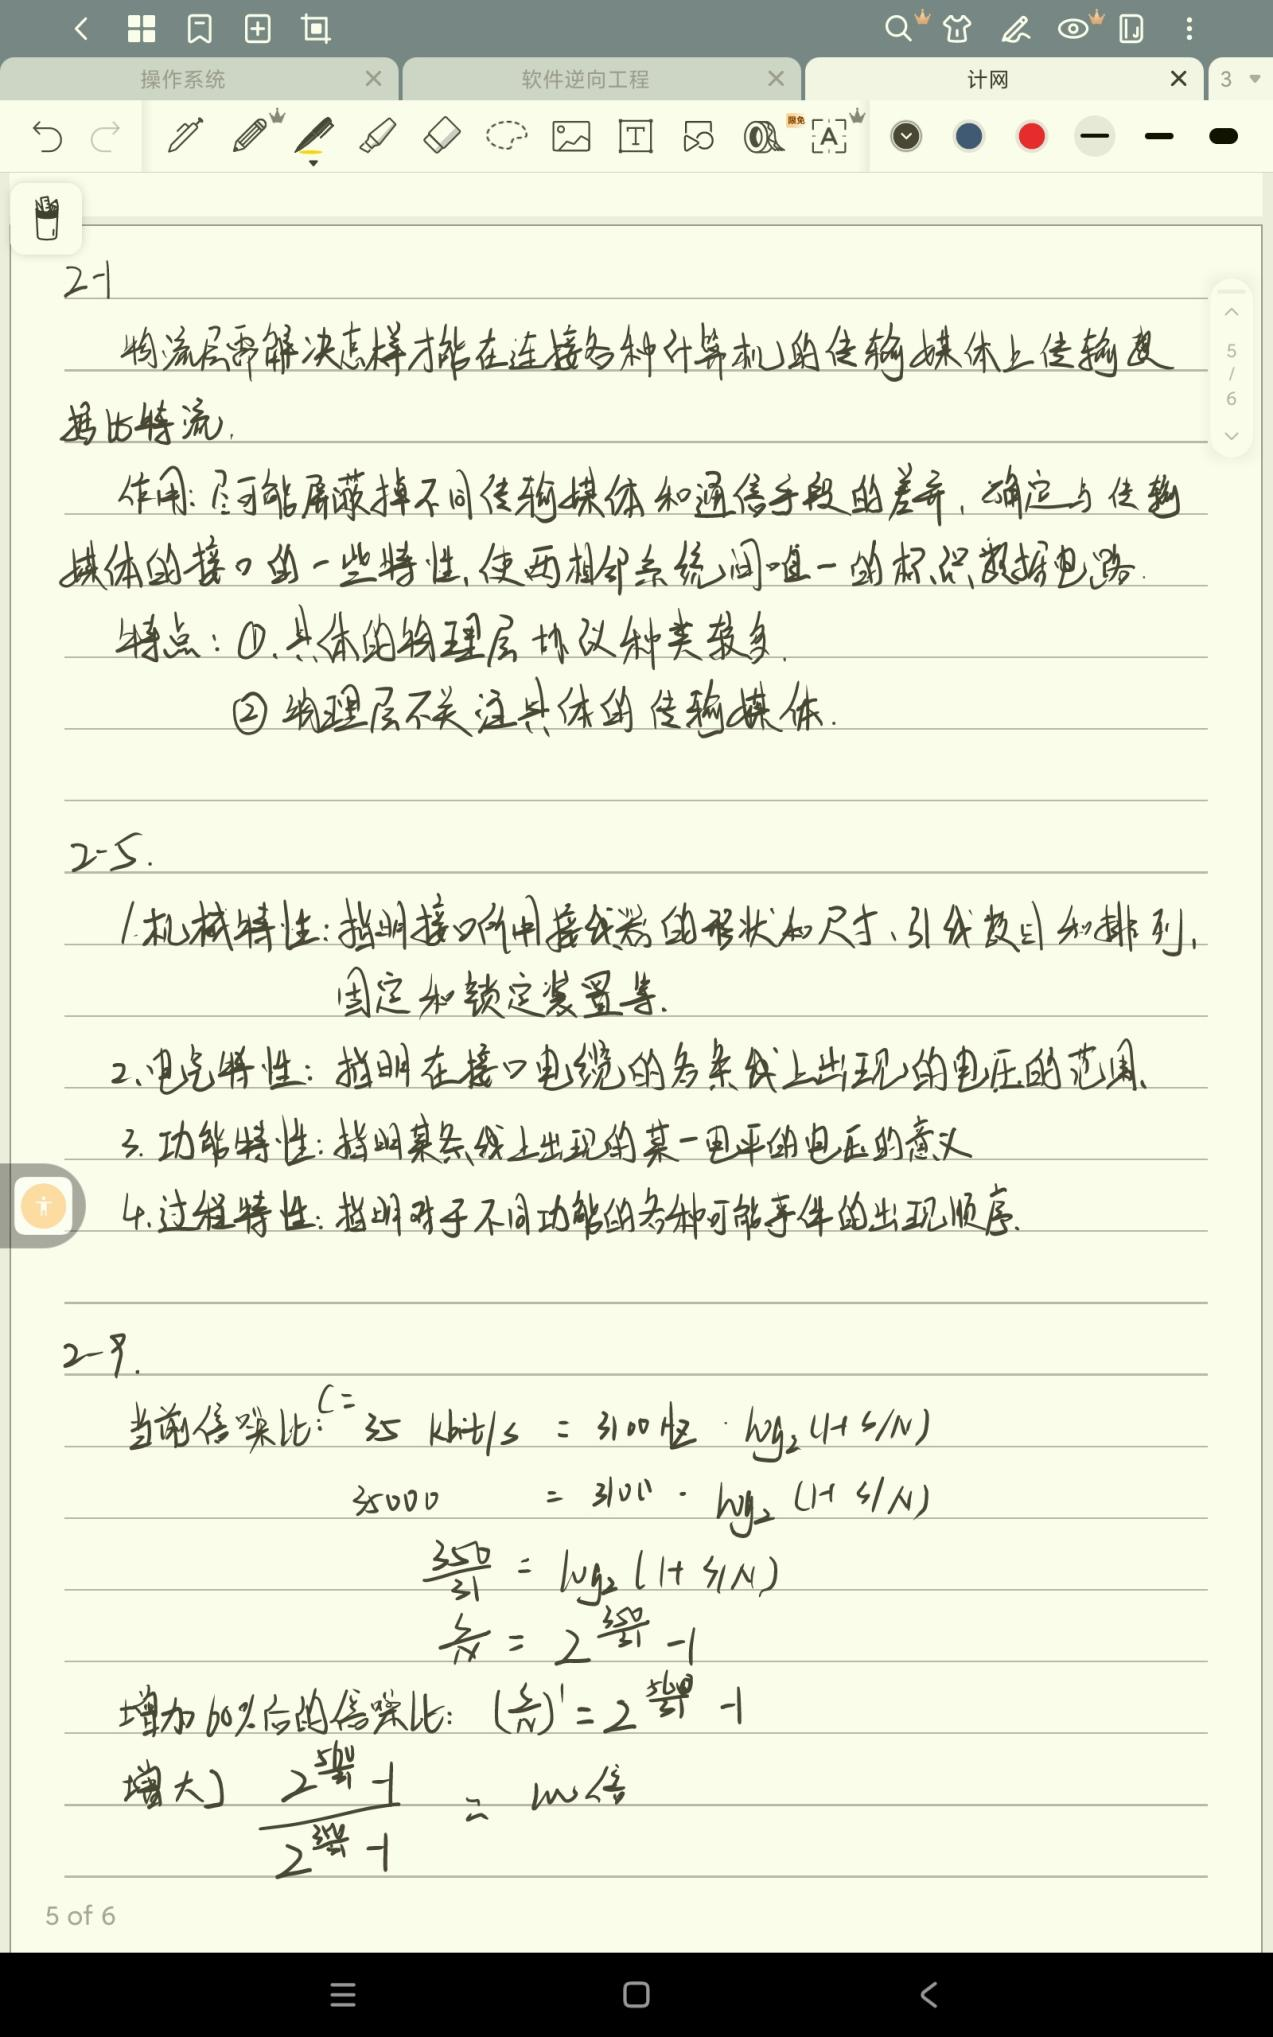 操作系统
软件逆向工程
计网
3
限免
A
T
2-1
物流层需解决怎样才能在连接各种计算机的传输媒体上传输数
据比特流.
作用:尽可能屏蔽掉不同传输媒体和通信手段的差异,确定与传输
媒体的接口的一些特性,使两相邻系统间唯一的标识数据电路.
特点:①.具体的物理层协议种类较多.
②物理层不关注具体的传输媒体.
5
/
6
2-5.
1.机械特性:指明接口所用接线器的形状和尺寸、引线数目和排列,
固定和锁定装置等.
2、电气特性:指明在接口电缆的各条线上出现的电压的范围、
3.功能特性:指明某条线上出现的某一电平的电压的意义
4.过程特性:指明对于不同功能的各种可能事件的出现顺序.
2-9.
当前信噪比: C= 35 kbit/s = 3100 Hz · log₂(1+S/N)
35000 = 3100 · log₂(1+S/N)
350/31 = log₂(1+S/N)
S/N = 2^(350/31) -1
增加60%后的信噪比: (S/N)' = 2^(560/31) -1
增大了 (2^(560/31) -1)/(2^(350/31) -1) ≈ 100倍
5 of 6